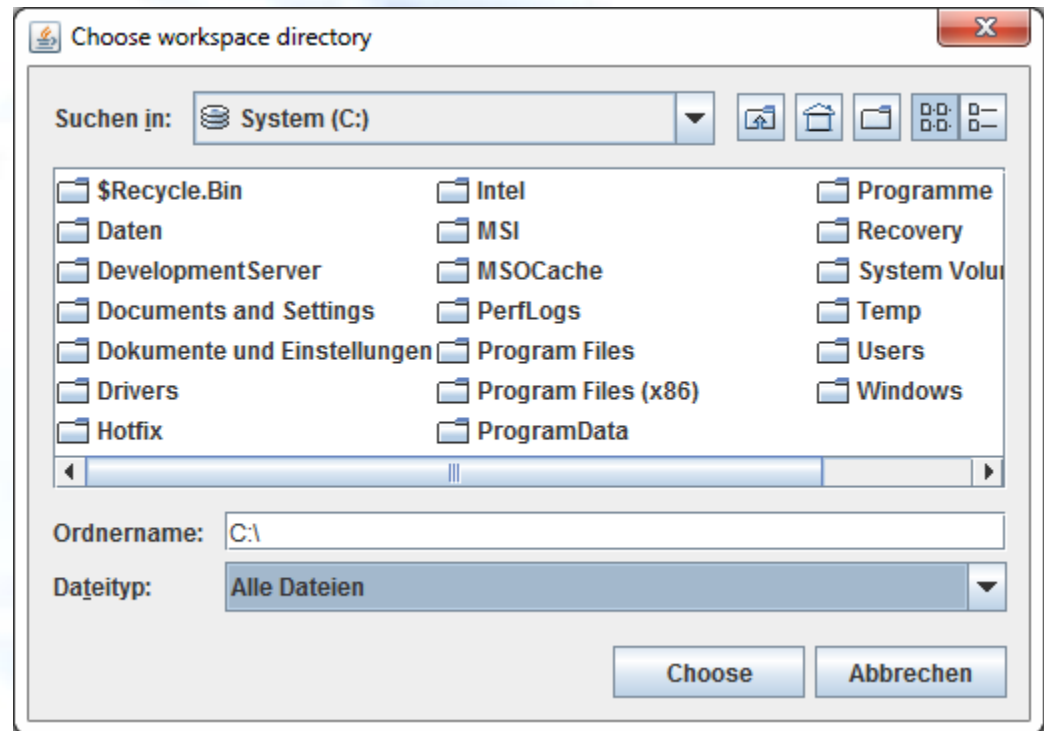 Choose workspace directory
Suchen in: System (C:)
$Recycle.Bin Intel Programme
Daten MSI Recovery
DevelopmentServer MSOCache System Volu
Documents and Settings PerfLogs Temp
Dokumente und Einstellungen Program Files Users
Drivers Program Files (x86) Windows
Hotfix ProgramData
Ordnername: C:\
Dateityp: Alle Dateien
Choose Abbrechen